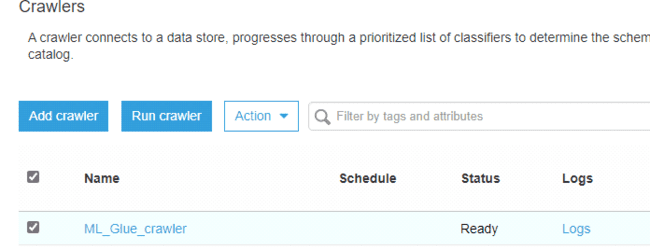 Crawlers
A crawler connects to a data store, progresses through a prioritized list of classifiers to determine the schem
catalog.
Add crawler Run crawler Action Filter by tags and attributes
Name Schedule Status Logs
ML_Glue_crawler Ready Logs